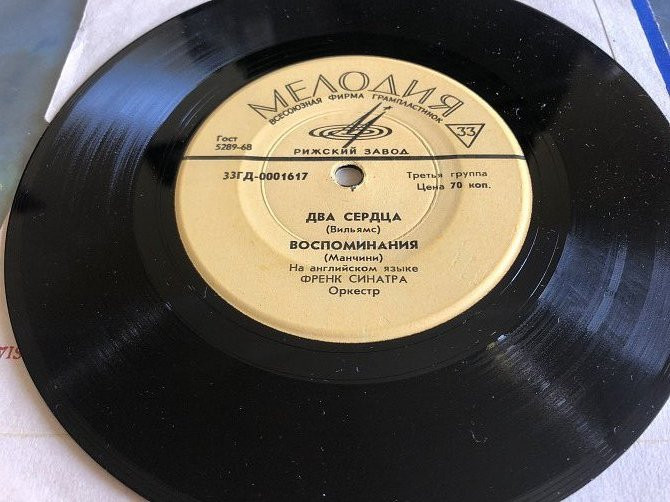 МЕЛОДИЯ
ВСЕСОЮЗНАЯ ФИРМА ГРАМПЛАСТИНОК
33
Гост
5289-68
РИЖСКИЙ ЗАВОД
33ГД-0001617
Третья группа
Цена 70 коп.
ДВА СЕРДЦА
(Вильямс)
ВОСПОМИНАНИЯ
(Манчини)
На английском языке
ФРЕНК СИНАТРА
Оркестр